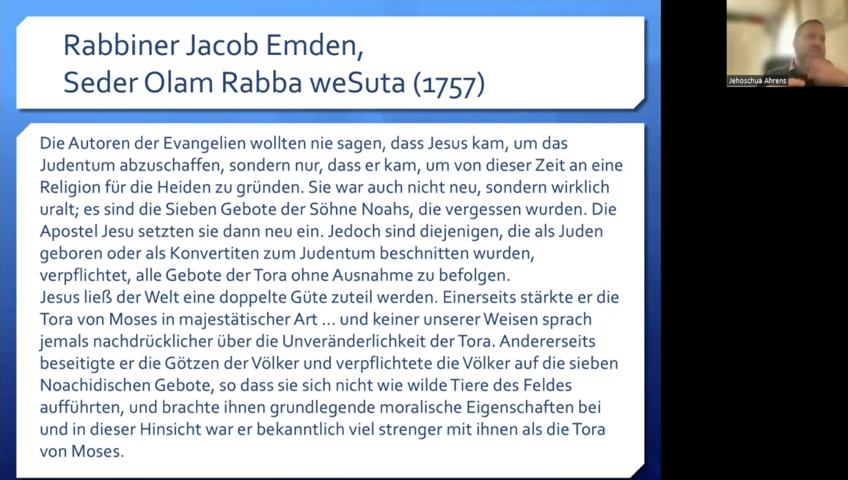 Rabbiner Jacob Emden,
Seder Olam Rabba weSuta (1757)
Die Autoren der Evangelien wollten nie sagen, dass Jesus kam, um das
Judentum abzuschaffen, sondern nur, dass er kam, um von dieser Zeit an eine
Religion für die Heiden zu gründen. Sie war auch nicht neu, sondern wirklich
uralt; es sind die Sieben Gebote der Söhne Noahs, die vergessen wurden. Die
Apostel Jesu setzten sie dann neu ein. Jedoch sind diejenigen, die als Juden
geboren oder als Konvertiten zum Judentum beschnitten wurden,
verpflichtet, alle Gebote der Tora ohne Ausnahme zu befolgen.
Jesus ließ der Welt eine doppelte Güte zuteil werden. Einerseits stärkte er die
Tora von Moses in majestätischer Art ... und keiner unserer Weisen sprach
jemals nachdrücklicher über die Unveränderlichkeit der Tora. Andererseits
beseitigte er die Götzen der Völker und verpflichtete die Völker auf die sieben
Noachidischen Gebote, so dass sie sich nicht wie wilde Tiere des Feldes
aufführten, und brachte ihnen grundlegende moralische Eigenschaften bei
und in dieser Hinsicht war er bekanntlich viel strenger mit ihnen als die Tora
von Moses.
Jehoschua Ahrens